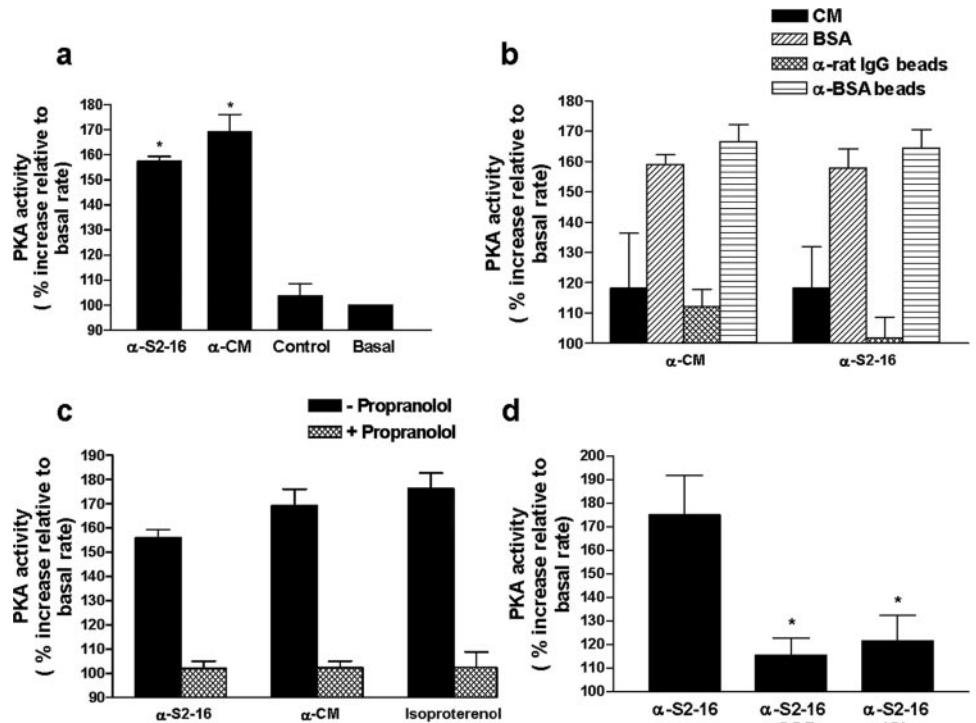 a
PKA activity
( % increase relative to
basal rate)
180
170
160
150
140
130
120
110
100
90
*
*
α-S2-16
α-CM
Control
Basal
b
CM
BSA
α-rat IgG beads
α-BSA beads
PKA activity
( % increase relative to
basal rate)
180
170
160
150
140
130
120
110
100
α-CM
α-S2-16
c
- Propranolol
+ Propranolol
PKA activity
( % increase relative to
basal rate)
190
180
170
160
150
140
130
120
110
100
90
α-S2-16
α-CM
Isoproterenol
d
PKA activity
( % increase relative to
basal rate)
200
190
180
170
160
150
140
130
120
110
100
*
*
α-S2-16
α-S2-16
α-S2-16